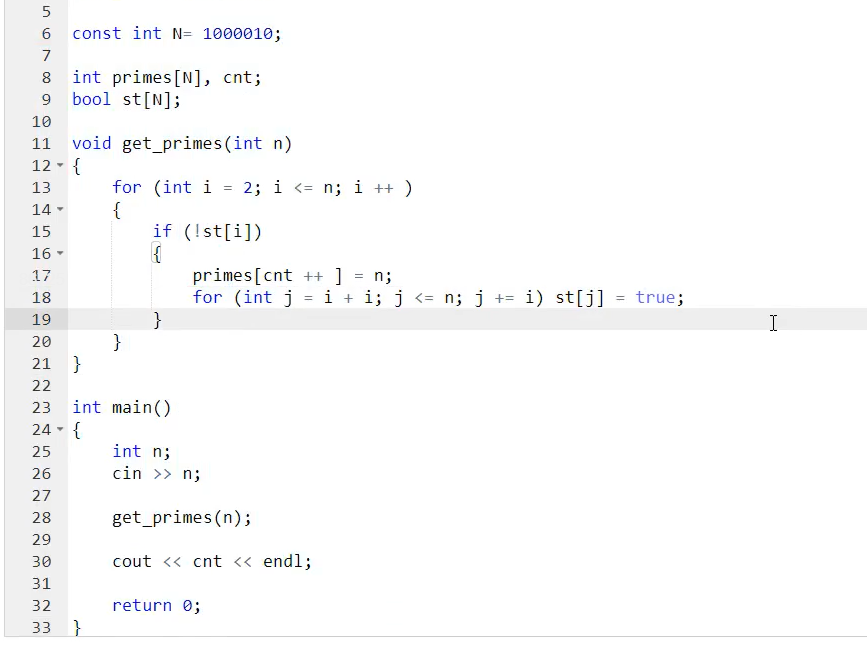 5
6 const int N= 1000010;
7
8 int primes[N], cnt;
9 bool st[N];
10
11 void get_primes(int n)
12 {
13     for (int i = 2; i <= n; i ++ )
14     {
15         if (!st[i])
16         {
17             primes[cnt ++ ] = n;
18             for (int j = i + i; j <= n; j += i) st[j] = true;
19         }
20     }
21 }
22
23 int main()
24 {
25     int n;
26     cin >> n;
27
28     get_primes(n);
29
30     cout << cnt << endl;
31
32     return 0;
33 }